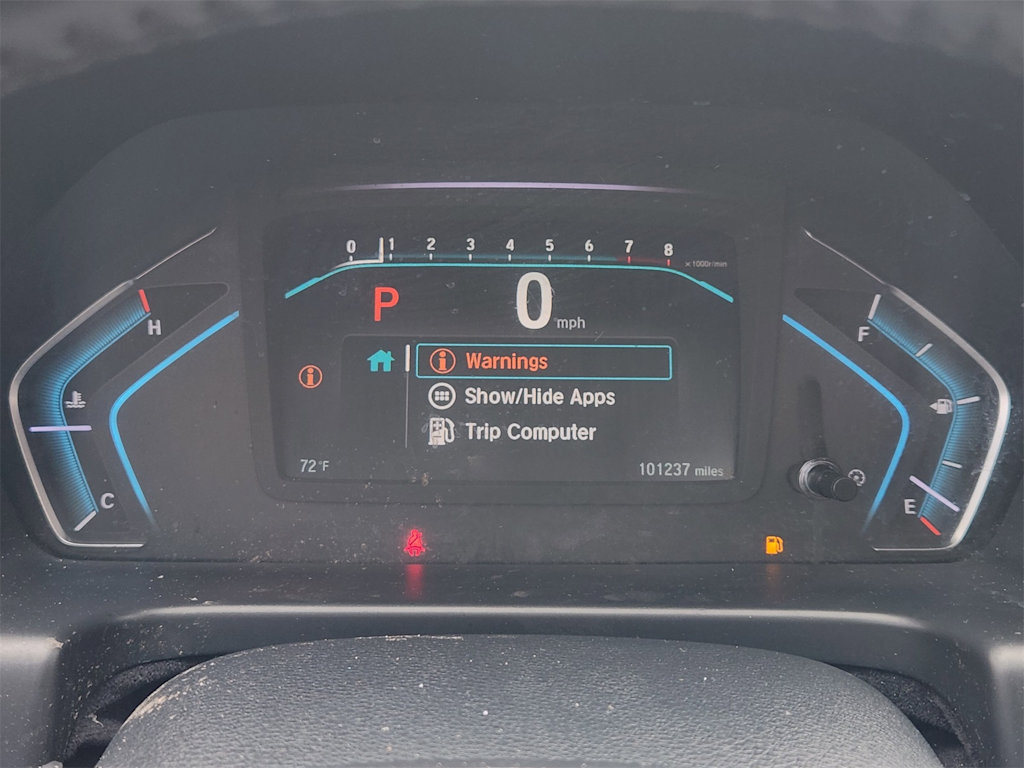 0 1 2 3 4 5 6 7 8
x1000r/min
P 0 mph
H
F
Warnings
Show/Hide Apps
Trip Computer
72°F
101237 miles
C
E